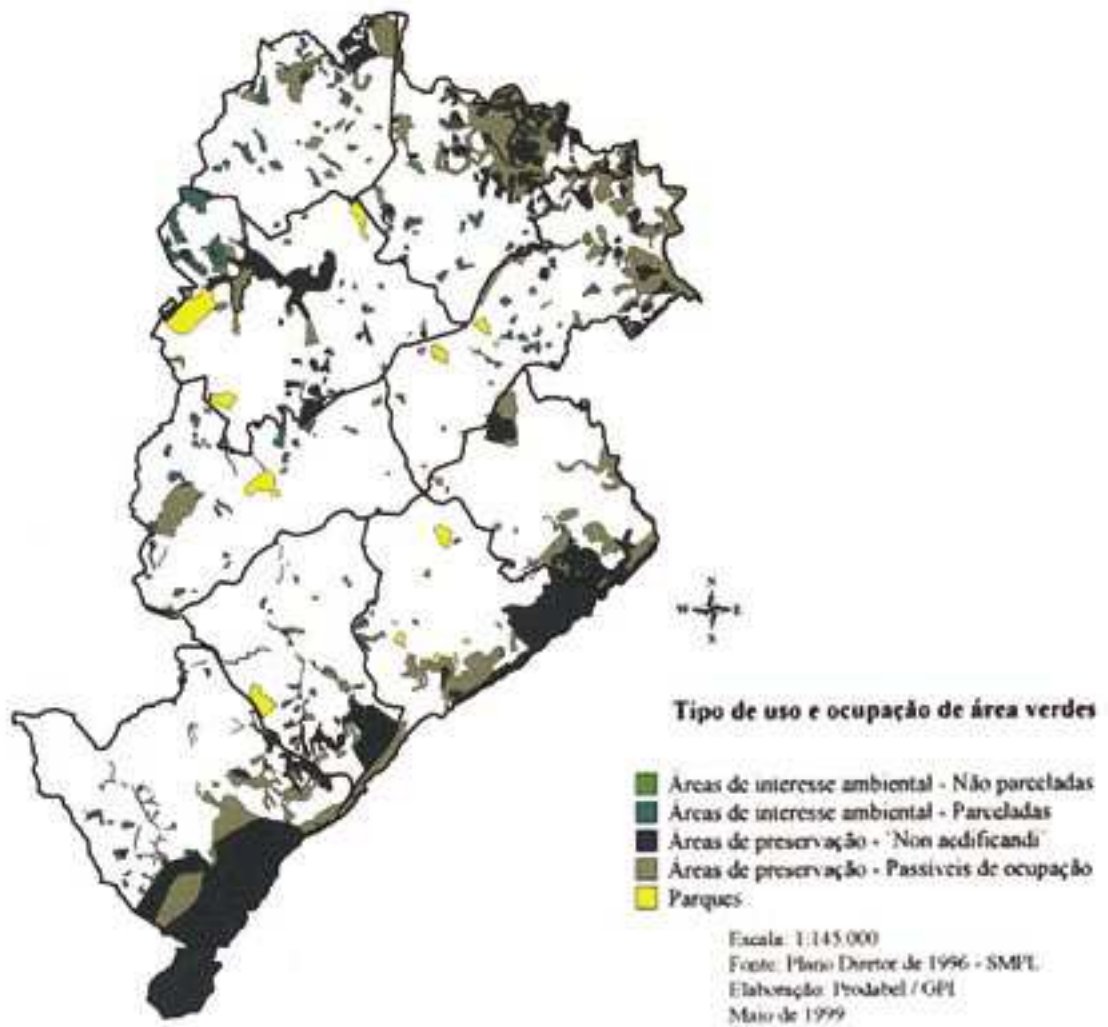 N
W E
S
Tipo de uso e ocupação de área verdes
Áreas de interesse ambiental - Não parceladas
Áreas de interesse ambiental - Parceladas
Áreas de preservação - `Non aedificandi`
Áreas de preservação - Passíveis de ocupação
Parques
Escala: 1:145.000
Fonte: Plano Diretor de 1996 - SMPL
Elaboração: Prodabel / GPI
Maio de 1999